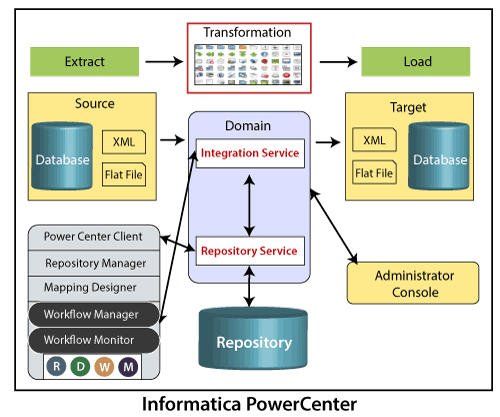 Transformation
Extract
Load
Source
Database
XML
Flat File
Domain
Integration Service
Repository Service
Target
XML
Flat File
Database
Power Center Client
Repository Manager
Mapping Designer
Workflow Manager
Workflow Monitor
R D W M
Repository
Administrator
Console
Informatica PowerCenter